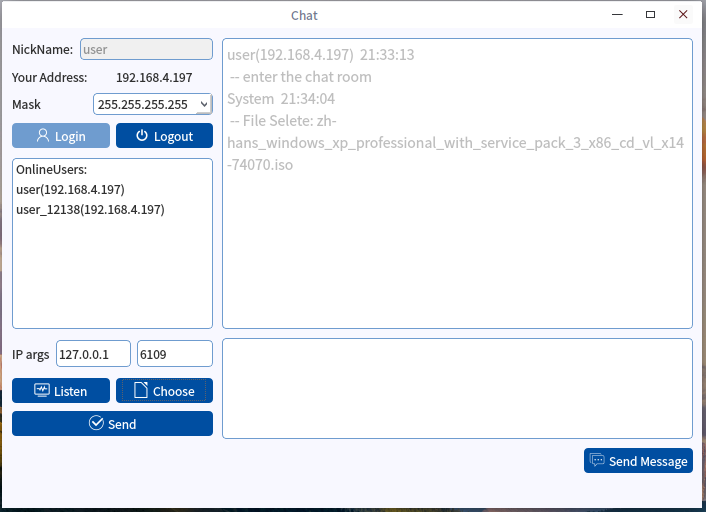 Chat
NickName: user
Your Address: 192.168.4.197
Mask 255.255.255.255
Login Logout
OnlineUsers:
user(192.168.4.197)
user_12138(192.168.4.197)
IP args 127.0.0.1 6109
Listen Choose
Send
user(192.168.4.197) 21:33:13
-- enter the chat room
System 21:34:04
-- File Selete: zh-
hans_windows_xp_professional_with_service_pack_3_x86_cd_vl_x14
-74070.iso
Send Message